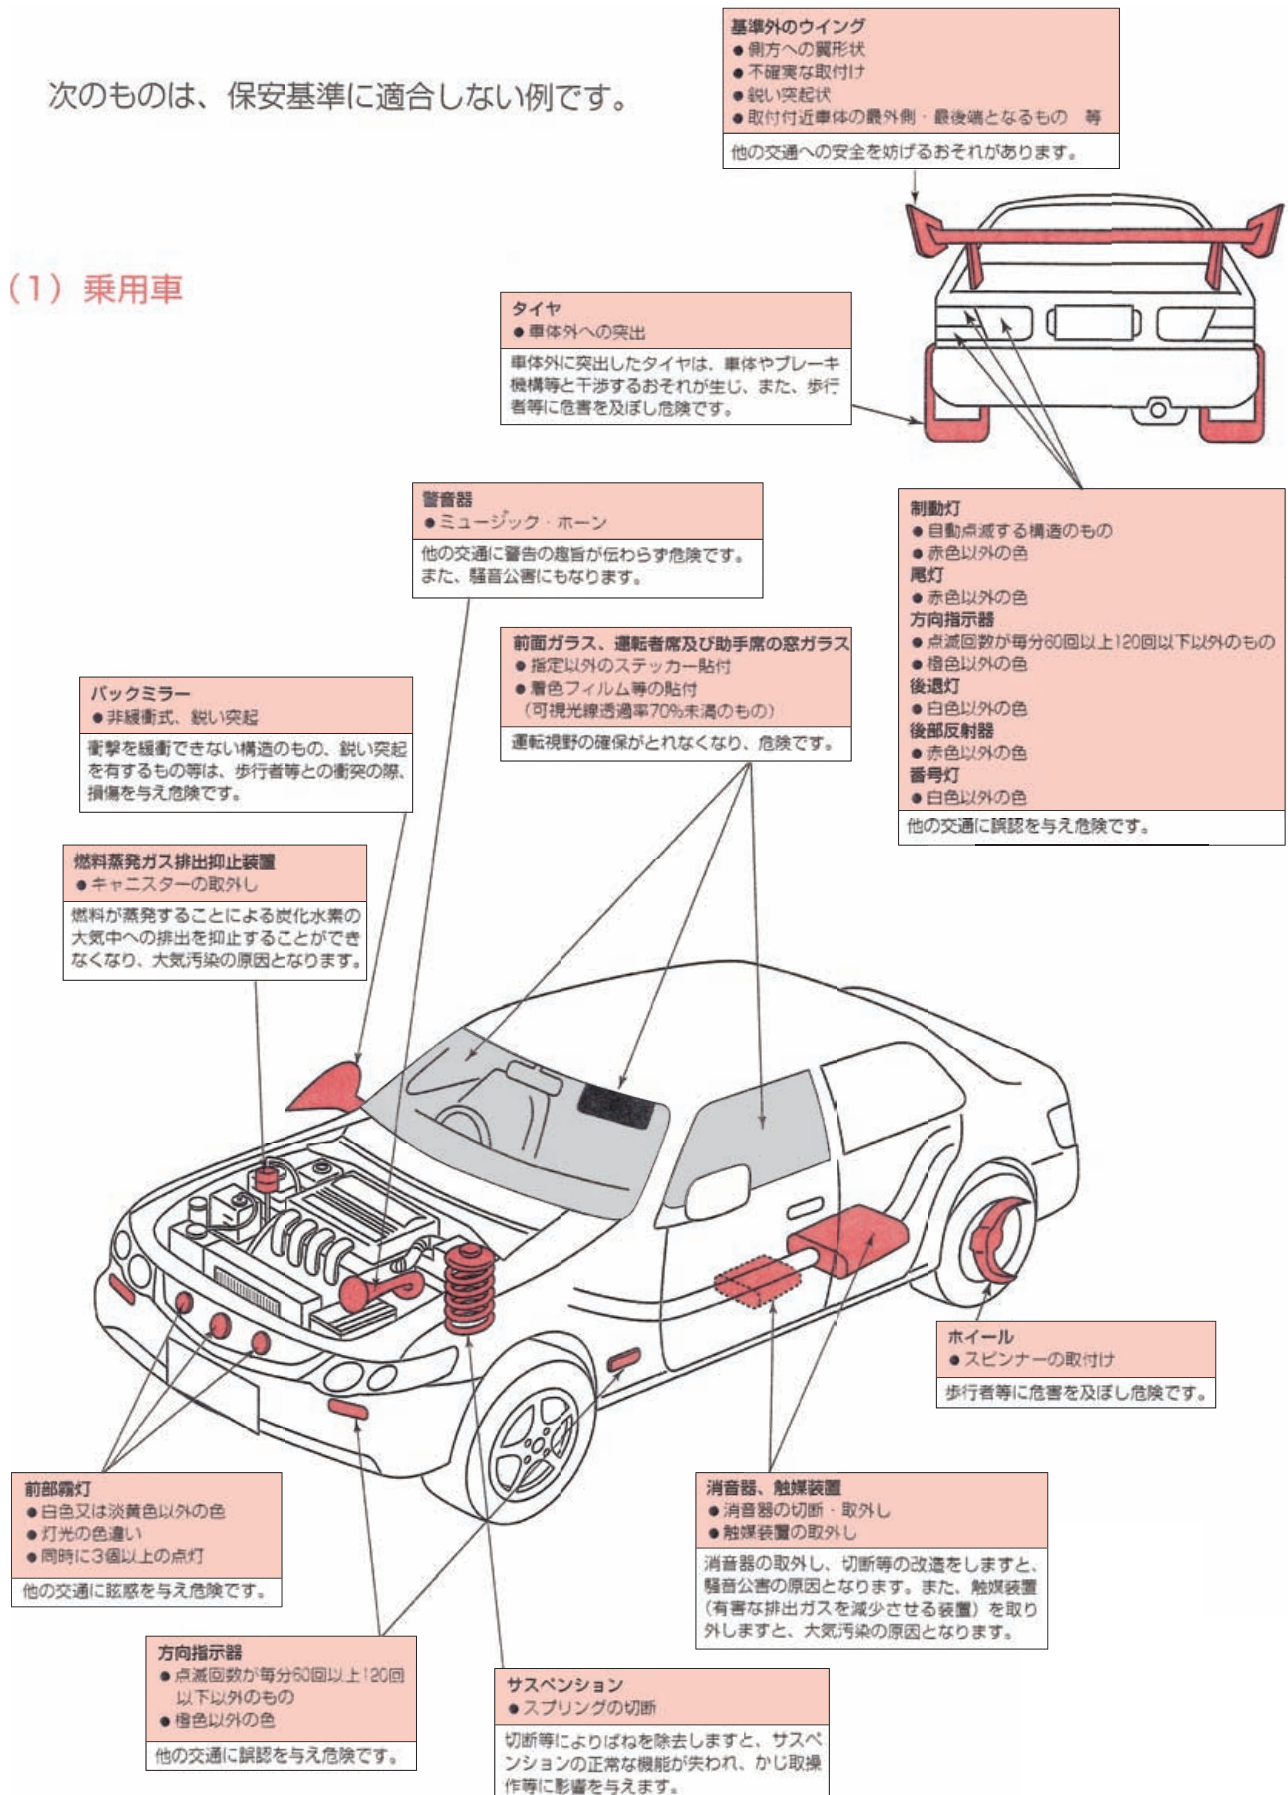 次のものは、保安基準に適合しない例です。
(1)乗用車
基準外のウイング
●側方への翼形状
●不確実な取付け
●鋭い突起状
●取付付近車体の最外側・最後端となるもの 等
他の交通への安全を妨げるおそれがあります。
タイヤ
●車体外への突出
車体外に突出したタイヤは、車体やブレーキ
機構等と干渉するおそれが生じ、また、歩行
者等に危害を及ぼし危険です。
警音器
●ミュージック・ホーン
他の交通に警告の趣旨が伝わらず危険です。
また、騒音公害にもなります。
制動灯
●自動点滅する構造のもの
●赤色以外の色
尾灯
●赤色以外の色
方向指示器
●点滅回数が毎分60回以上120回以下以外のもの
●橙色以外の色
後退灯
●白色以外の色
後部反射器
●赤色以外の色
番号灯
●白色以外の色
他の交通に誤認を与え危険です。
前面ガラス、運転者席及び助手席の窓ガラス
●指定以外のステッカー貼付
●着色フィルム等の貼付
(可視光線透過率70%未満のもの)
運転視野の確保がとれなくなり、危険です。
バックミラー
●非緩衝式、鋭い突起
衝撃を緩衝できない構造のもの、鋭い突起
を有するもの等は、歩行者等との衝突の際、
損傷を与え危険です。
燃料蒸発ガス排出抑止装置
●キャニスターの取外し
燃料が蒸発することによる炭化水素の
大気中への排出を抑止することができ
なくなり、大気汚染の原因となります。
ホイール
●スピンナーの取付け
歩行者等に危害を及ぼし危険です。
前部霧灯
●白色又は淡黄色以外の色
●灯光の色違い
●同時に3個以上の点灯
他の交通に眩惑を与え危険です。
消音器、触媒装置
●消音器の切断・取外し
●触媒装置の取外し
消音器の取外し、切断等の改造をしますと、
騒音公害の原因となります。また、触媒装置
(有害な排出ガスを減少させる装置)を取り
外しますと、大気汚染の原因となります。
方向指示器
●点滅回数が毎分60回以上120回
以下以外のもの
●橙色以外の色
他の交通に誤認を与え危険です。
サスペンション
●スプリングの切断
切断等によりばねを除去しますと、サスペ
ンションの正常な機能が失われ、かじ取操
作等に影響を与えます。